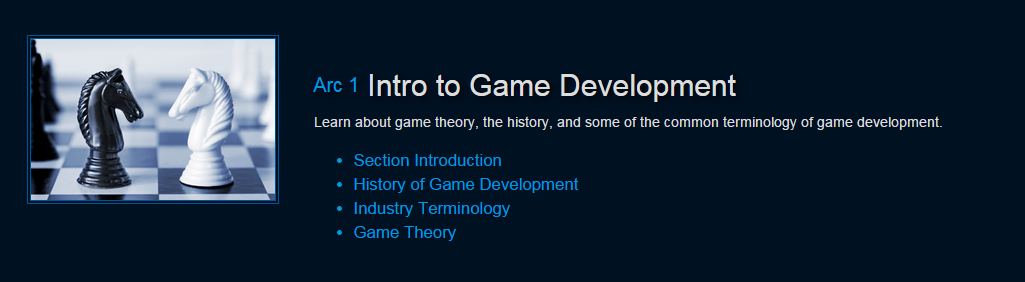 Arc 1 Intro to Game Development
Learn about game theory, the history, and some of the common terminology of game development.
• Section Introduction
• History of Game Development
• Industry Terminology
• Game Theory